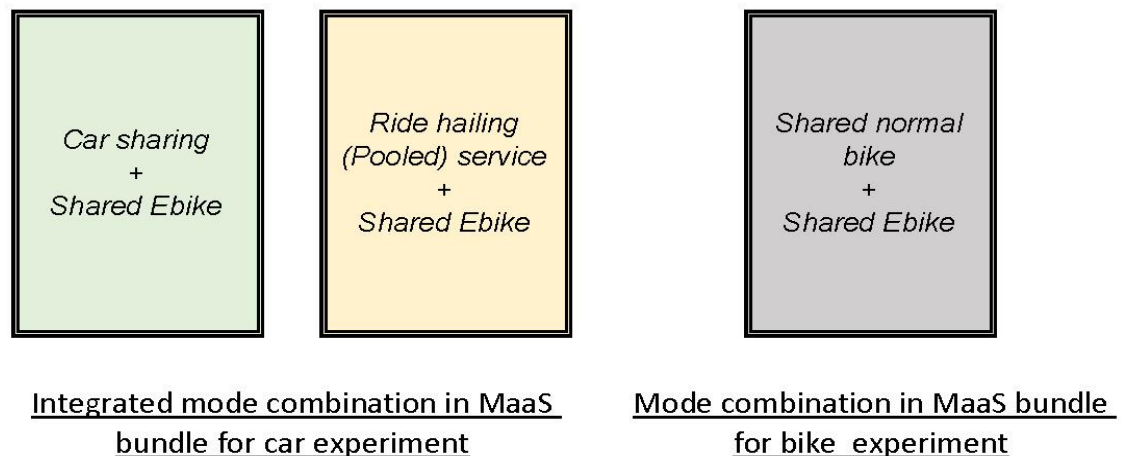 Car sharing
+
Shared Ebike
Ride hailing
(Pooled) service
+
Shared Ebike
Shared normal
bike
+
Shared Ebike
Integrated mode combination in MaaS
bundle for car experiment
Mode combination in MaaS bundle
for bike experiment